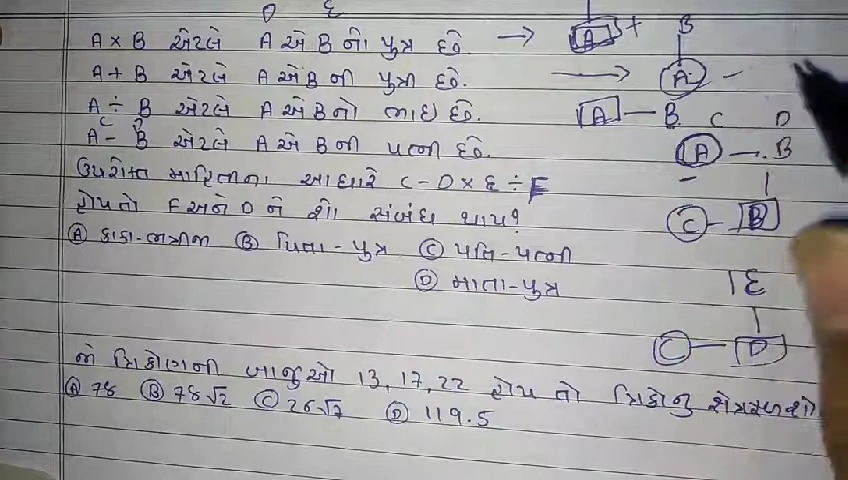 D E
A × B એટલે A એ B નો પુત્ર છે. → A +
B
A + B એટલે A એ B ની પુત્રી છે. → A -
A ÷ B એટલે A એ B નો ભાઇ છે. A — B C D
C D
A - B એટલે A એ B ની પત્ની છે. A — B
ઉપરોક્ત માહિતીના આધારે C - D × E ÷ F
હોય તો F અને D ને શો સંબંધ થાય?
C - D
(A) કાકા-ભત્રીજા (B) પિતા - પુત્ર (C) પતિ - પત્ની
(D) માતા-પુત્ર
E
C — D
જો ત્રિકોણની બાજુઓ 13, 17, 22 હોય તો ત્રિકોનુ ક્ષેત્રફળ શો
(A) 78 (B) 78√2 (C) 26√7 (D) 119.5